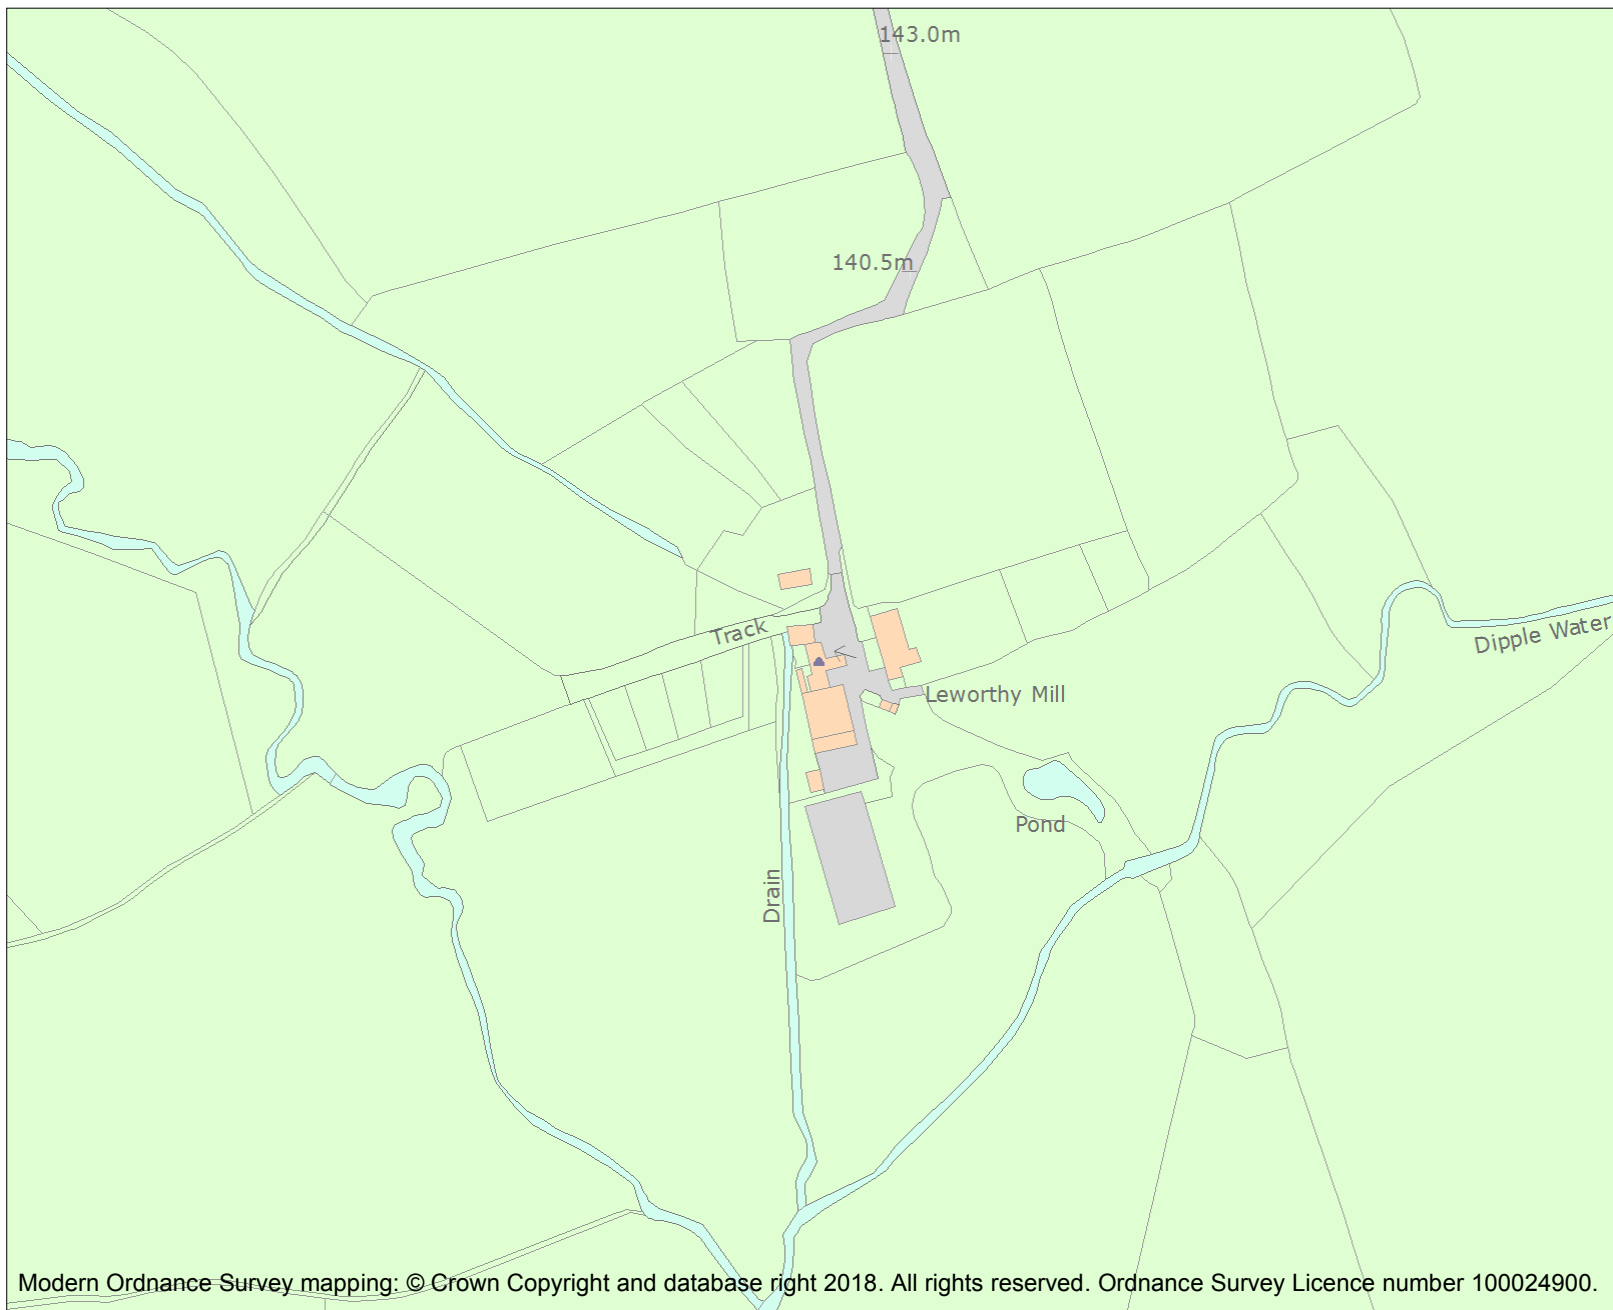 143.0m
140.5m
Track
Dipple Water
Leworthy Mill
Pond
Drain
Modern Ordnance Survey mapping: © Crown Copyright and database right 2018. All rights reserved. Ordnance Survey Licence number 100024900.